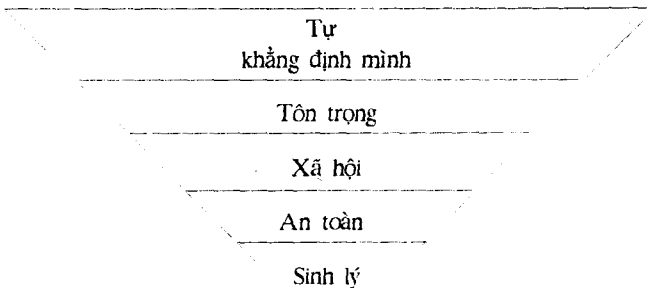 Tự
khẳng định mình
Tôn trọng
Xã hội
An toàn
Sinh lý